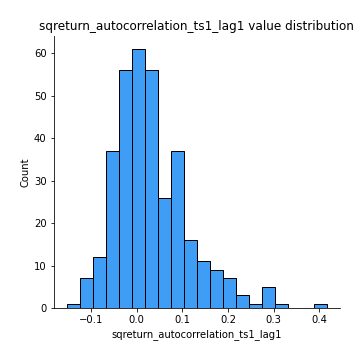 sqreturn_autocorrelation_ts1_lag1 value distribution
60
50
40
30
20
10
0
Count
−0.1 0.0 0.1 0.2 0.3 0.4
sqreturn_autocorrelation_ts1_lag1